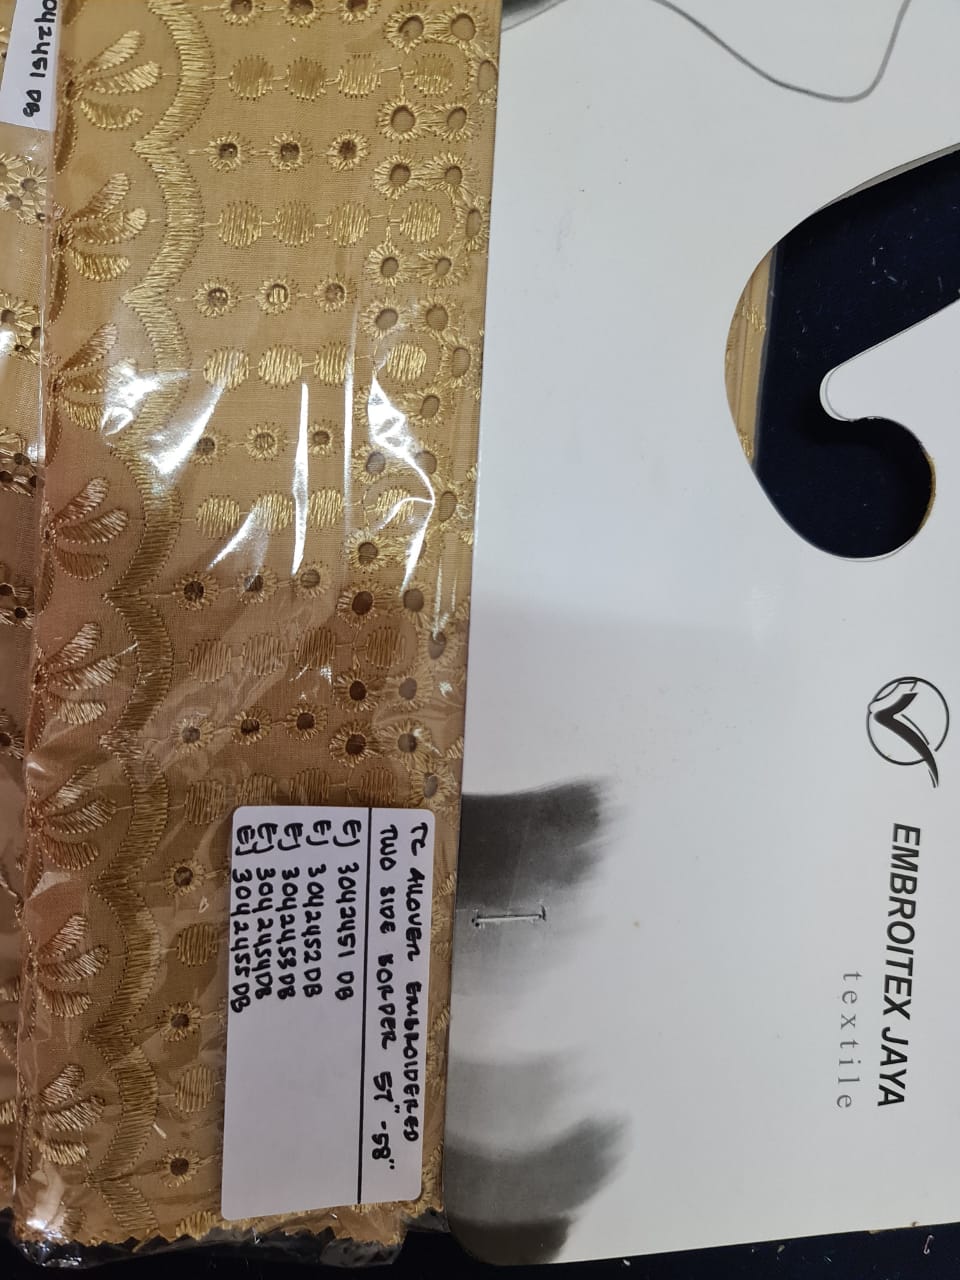 3042451 DB
TC ALLOVER EMBROIDERED
TWO SIDE BORDER 57" - 58"
EJ 3042451 DB
EJ 3042452 DB
EJ 3042453 DB
EJ 3042454 DB
EJ 3042455 DB
EMBROITEX JAYA
textile